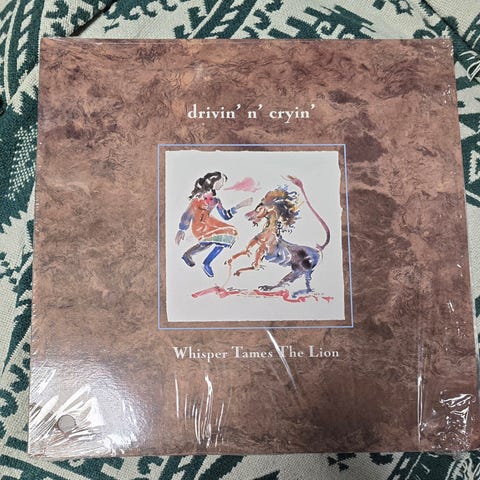 drivin' n' cryin'
Whisper Tames The Lion